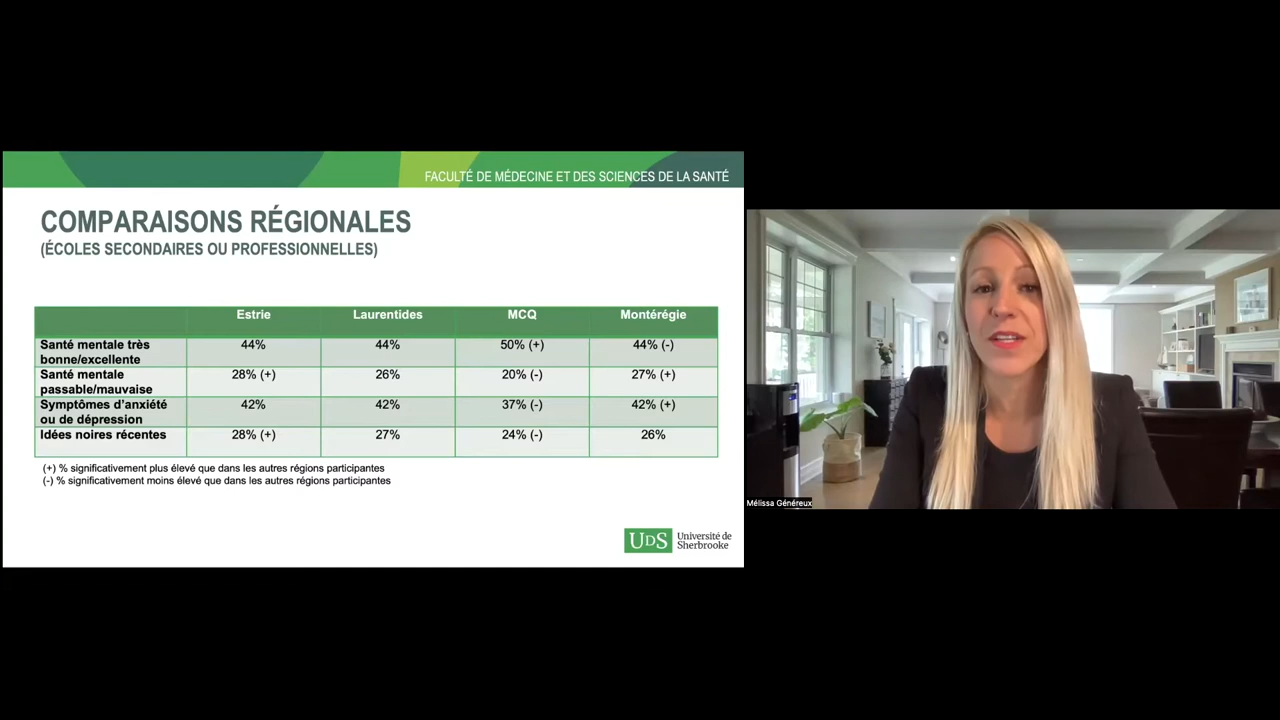 FACULTÉ DE MÉDECINE ET DES SCIENCES DE LA SANTÉ
COMPARAISONS RÉGIONALES
(ÉCOLES SECONDAIRES OU PROFESSIONNELLES)
Estrie Laurentides MCQ Montérégie
Santé mentale très bonne/excellente 44% 44% 50% (+) 44% (-)
Santé mentale passable/mauvaise 28% (+) 26% 20% (-) 27% (+)
Symptômes d'anxiété ou de dépression 42% 42% 37% (-) 42% (+)
Idées noires récentes 28% (+) 27% 24% (-) 26%
(+) % significativement plus élevé que dans les autres régions participantes
(-) % significativement moins élevé que dans les autres régions participantes
UDS Université de
Sherbrooke
Mélissa Généreux